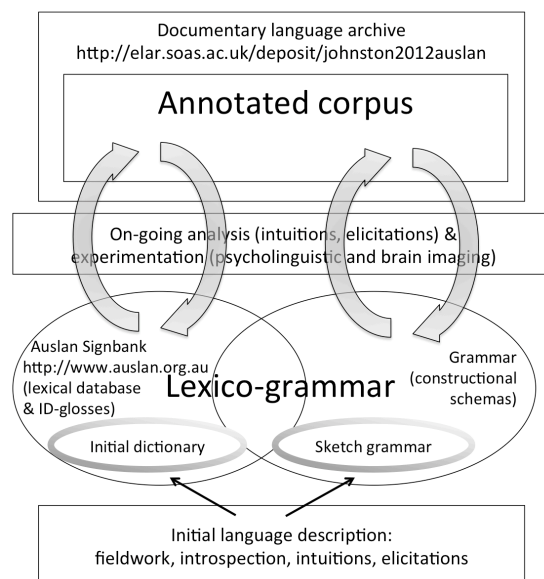 Documentary language archive
http://elar.soas.ac.uk/deposit/johnston2012auslan
Annotated corpus
On-going analysis (intuitions, elicitations) &
experimentation (psycholinguistic and brain imaging)
Auslan Signbank
http://www.auslan.org.au
(lexical database
& ID-glosses)
Lexico-grammar
Grammar
(constructional
schemas)
Initial dictionary
Sketch grammar
Initial language description:
fieldwork, introspection, intuitions, elicitations